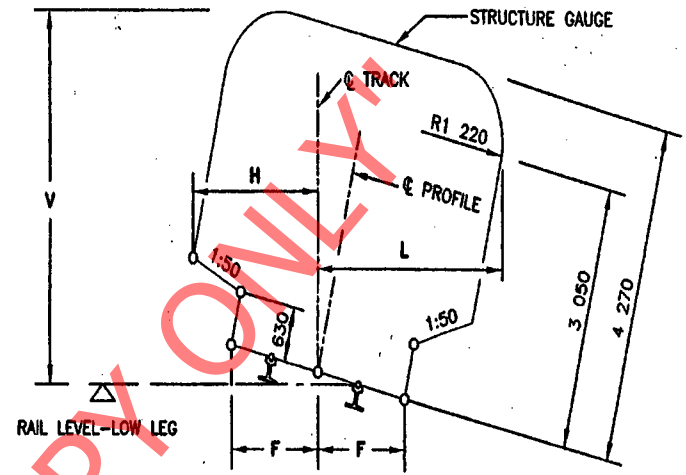 STRUCTURE GAUGE
℄ TRACK
R1 220
H
℄ PROFILE
V
L
1:50
1:50
630
3 050
4 270
RAIL LEVEL-LOW LEG
F
F
PY ONLY"